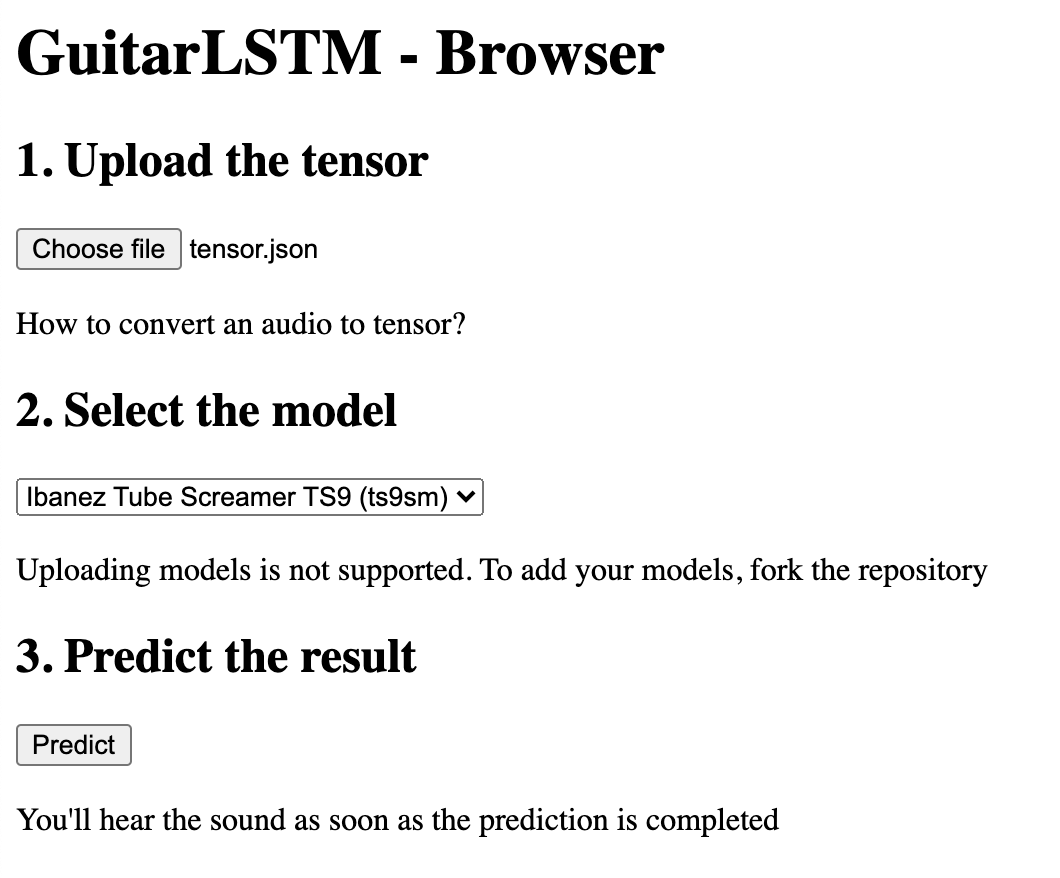 GuitarLSTM - Browser
1. Upload the tensor
Choose file tensor.json
How to convert an audio to tensor?
2. Select the model
Ibanez Tube Screamer TS9 (ts9sm)
Uploading models is not supported. To add your models, fork the repository
3. Predict the result
Predict
You'll hear the sound as soon as the prediction is completed